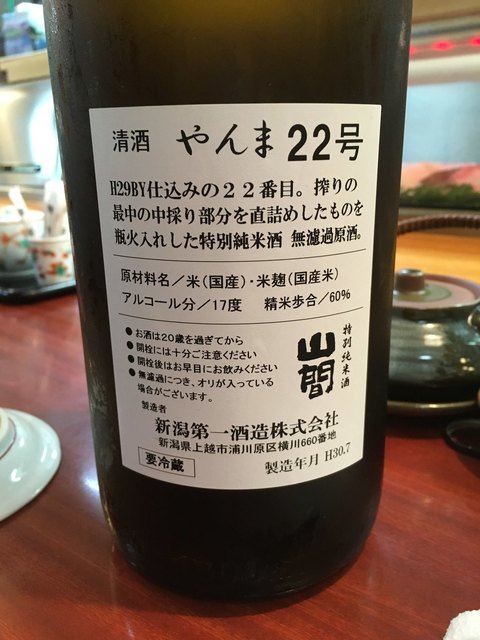 清酒 やんま 22号
H29BY仕込みの22番目。搾りの
最中の中採り部分を直詰めしたものを
瓶火入れした特別純米酒 無濾過原酒。
原材料名／米(国産)・米麹(国産米)
アルコール分／17度 精米歩合／60%
●お酒は20歳を過ぎてから
●開栓には十分ご注意ください
●開栓後はお早目にお飲みください
●無濾過につき、オリが入っている
場合がございます。
特別純米酒
山間
製造者
新潟第一酒造株式会社
新潟県上越市浦川原区横川660番地
要冷蔵 製造年月 H30.7